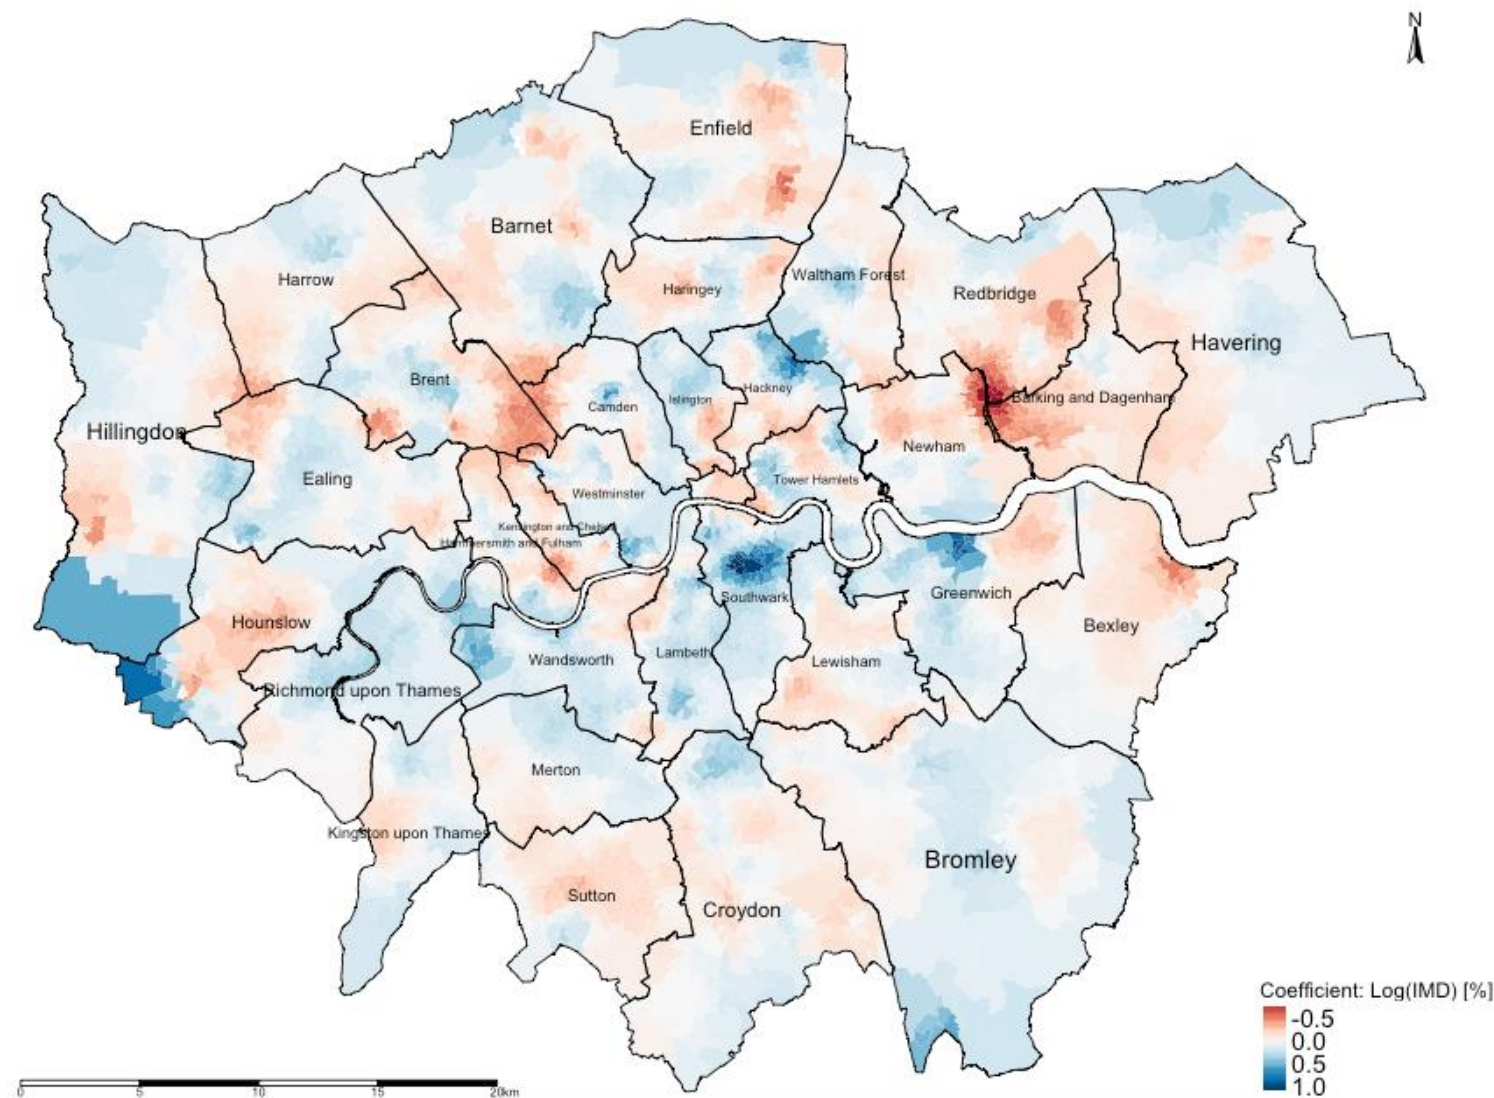 N
Enfield
Barnet
Harrow
Haringey
Waltham Forest
Redbridge
Havering
Brent
Camden
Islington
Hackney
Barking and Dagenham
Hillingdon
Ealing
Newham
Westminster
Tower Hamlets
Kensington and Chelsea
Hammersmith and Fulham
Hounslow
Southwark
Greenwich
Bexley
Wandsworth
Lambeth
Lewisham
Richmond upon Thames
Merton
Kingston upon Thames
Bromley
Sutton
Croydon
Coefficient: Log(IMD) [%]
-0.5
0.0
0.5
1.0
0 5 10 15 20km